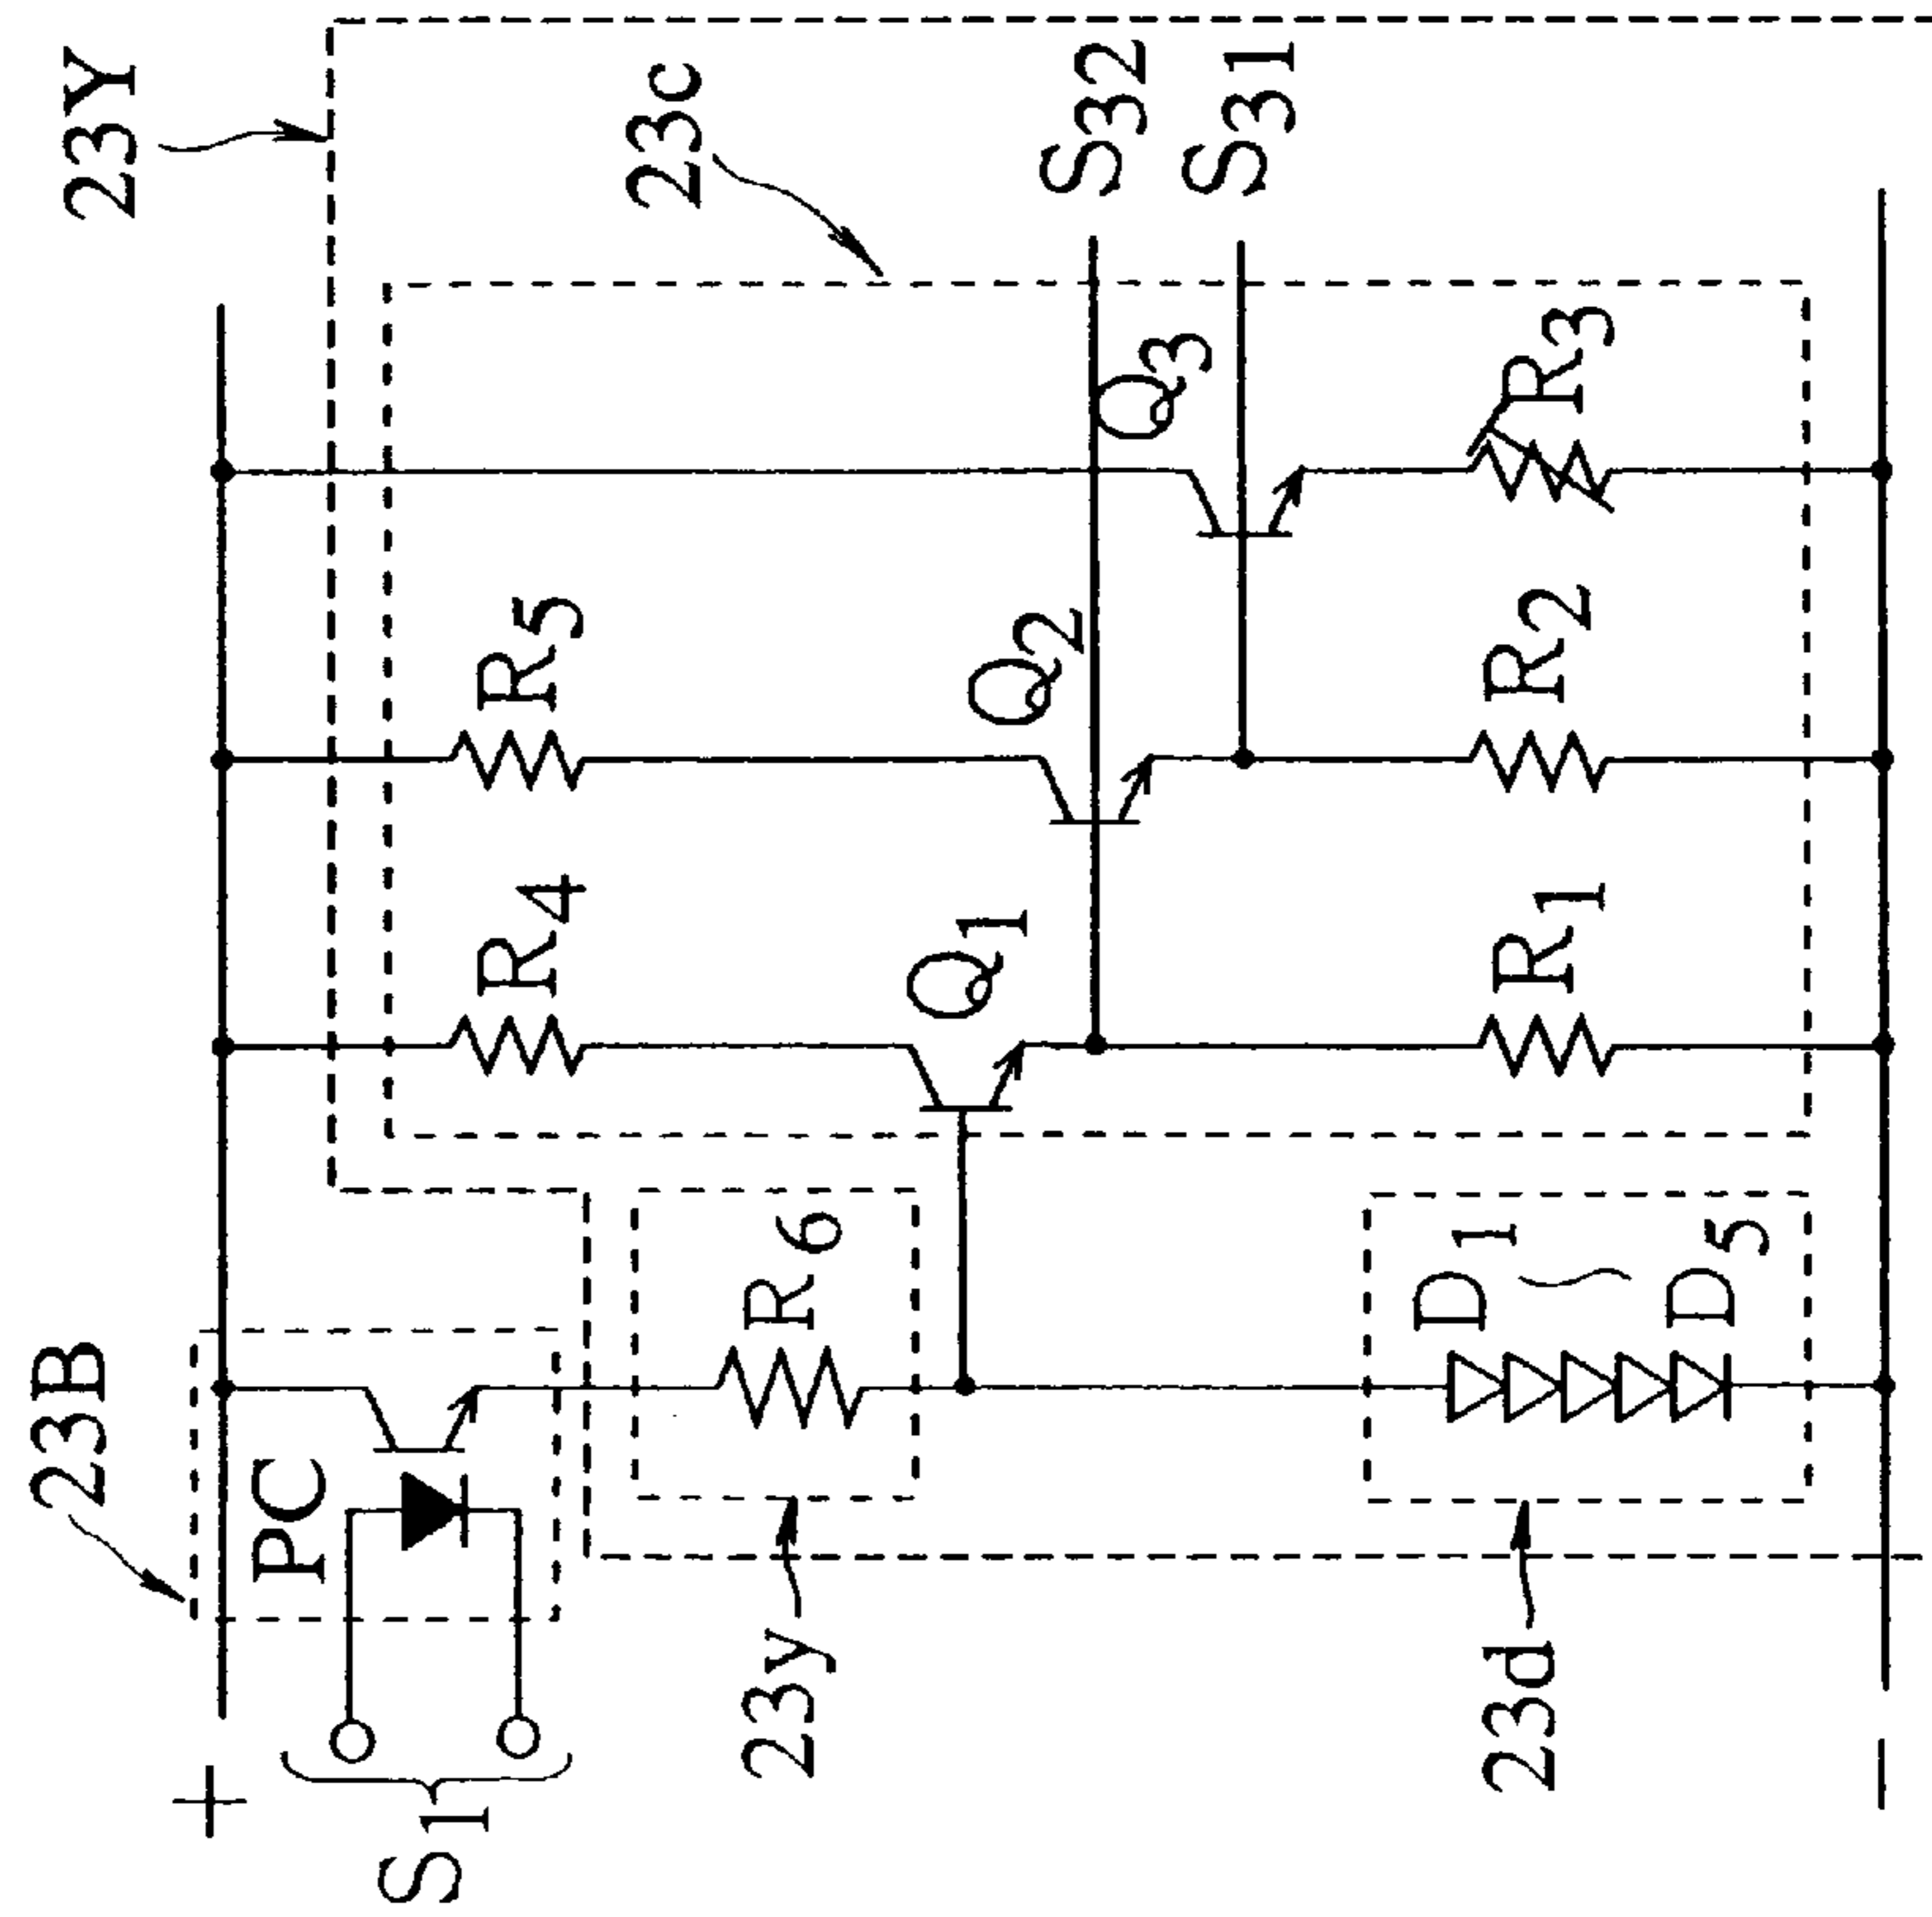 23B
23Y
23c
+
PC
S1
R4
R5
Q1
Q2
Q3
S32
S31
23y
R6
23d
D1
D5
R1
R2
R3
−